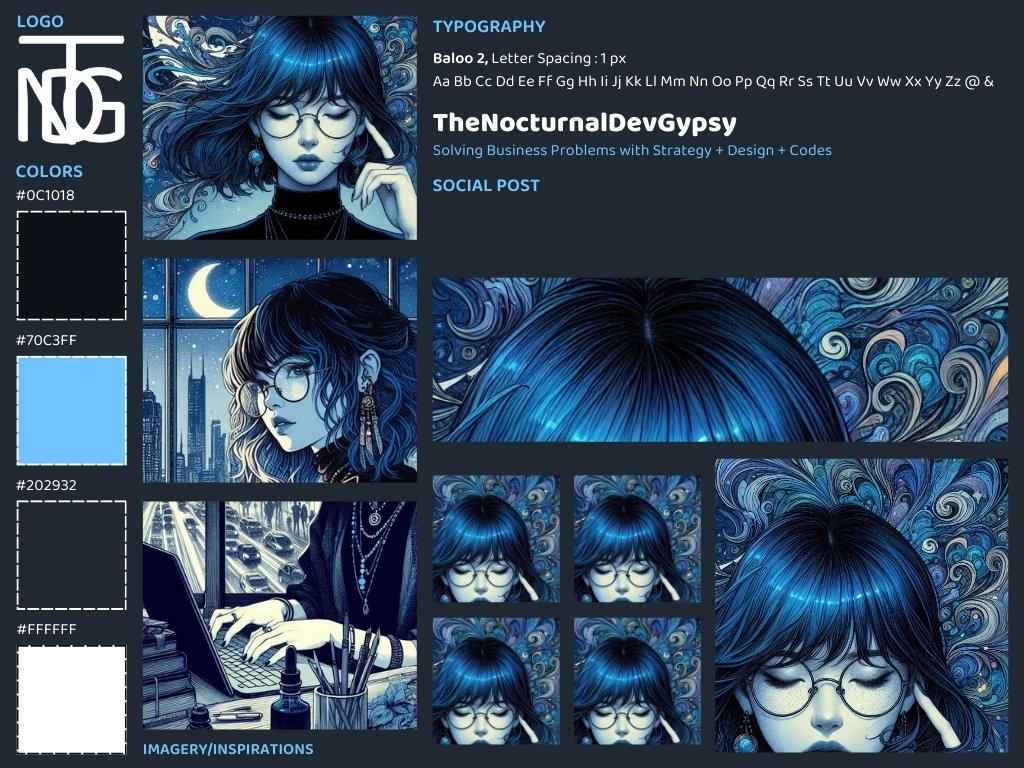 LOGO
TNDG
COLORS
#0C1018
#70C3FF
#202932
#FFFFFF
IMAGERY/INSPIRATIONS
TYPOGRAPHY
Baloo 2, Letter Spacing : 1 px
Aa Bb Cc Dd Ee Ff Gg Hh Ii Jj Kk Ll Mm Nn Oo Pp Qq Rr Ss Tt Uu Vv Ww Xx Yy Zz @ &
TheNocturnalDevGypsy
Solving Business Problems with Strategy + Design + Codes
SOCIAL POST